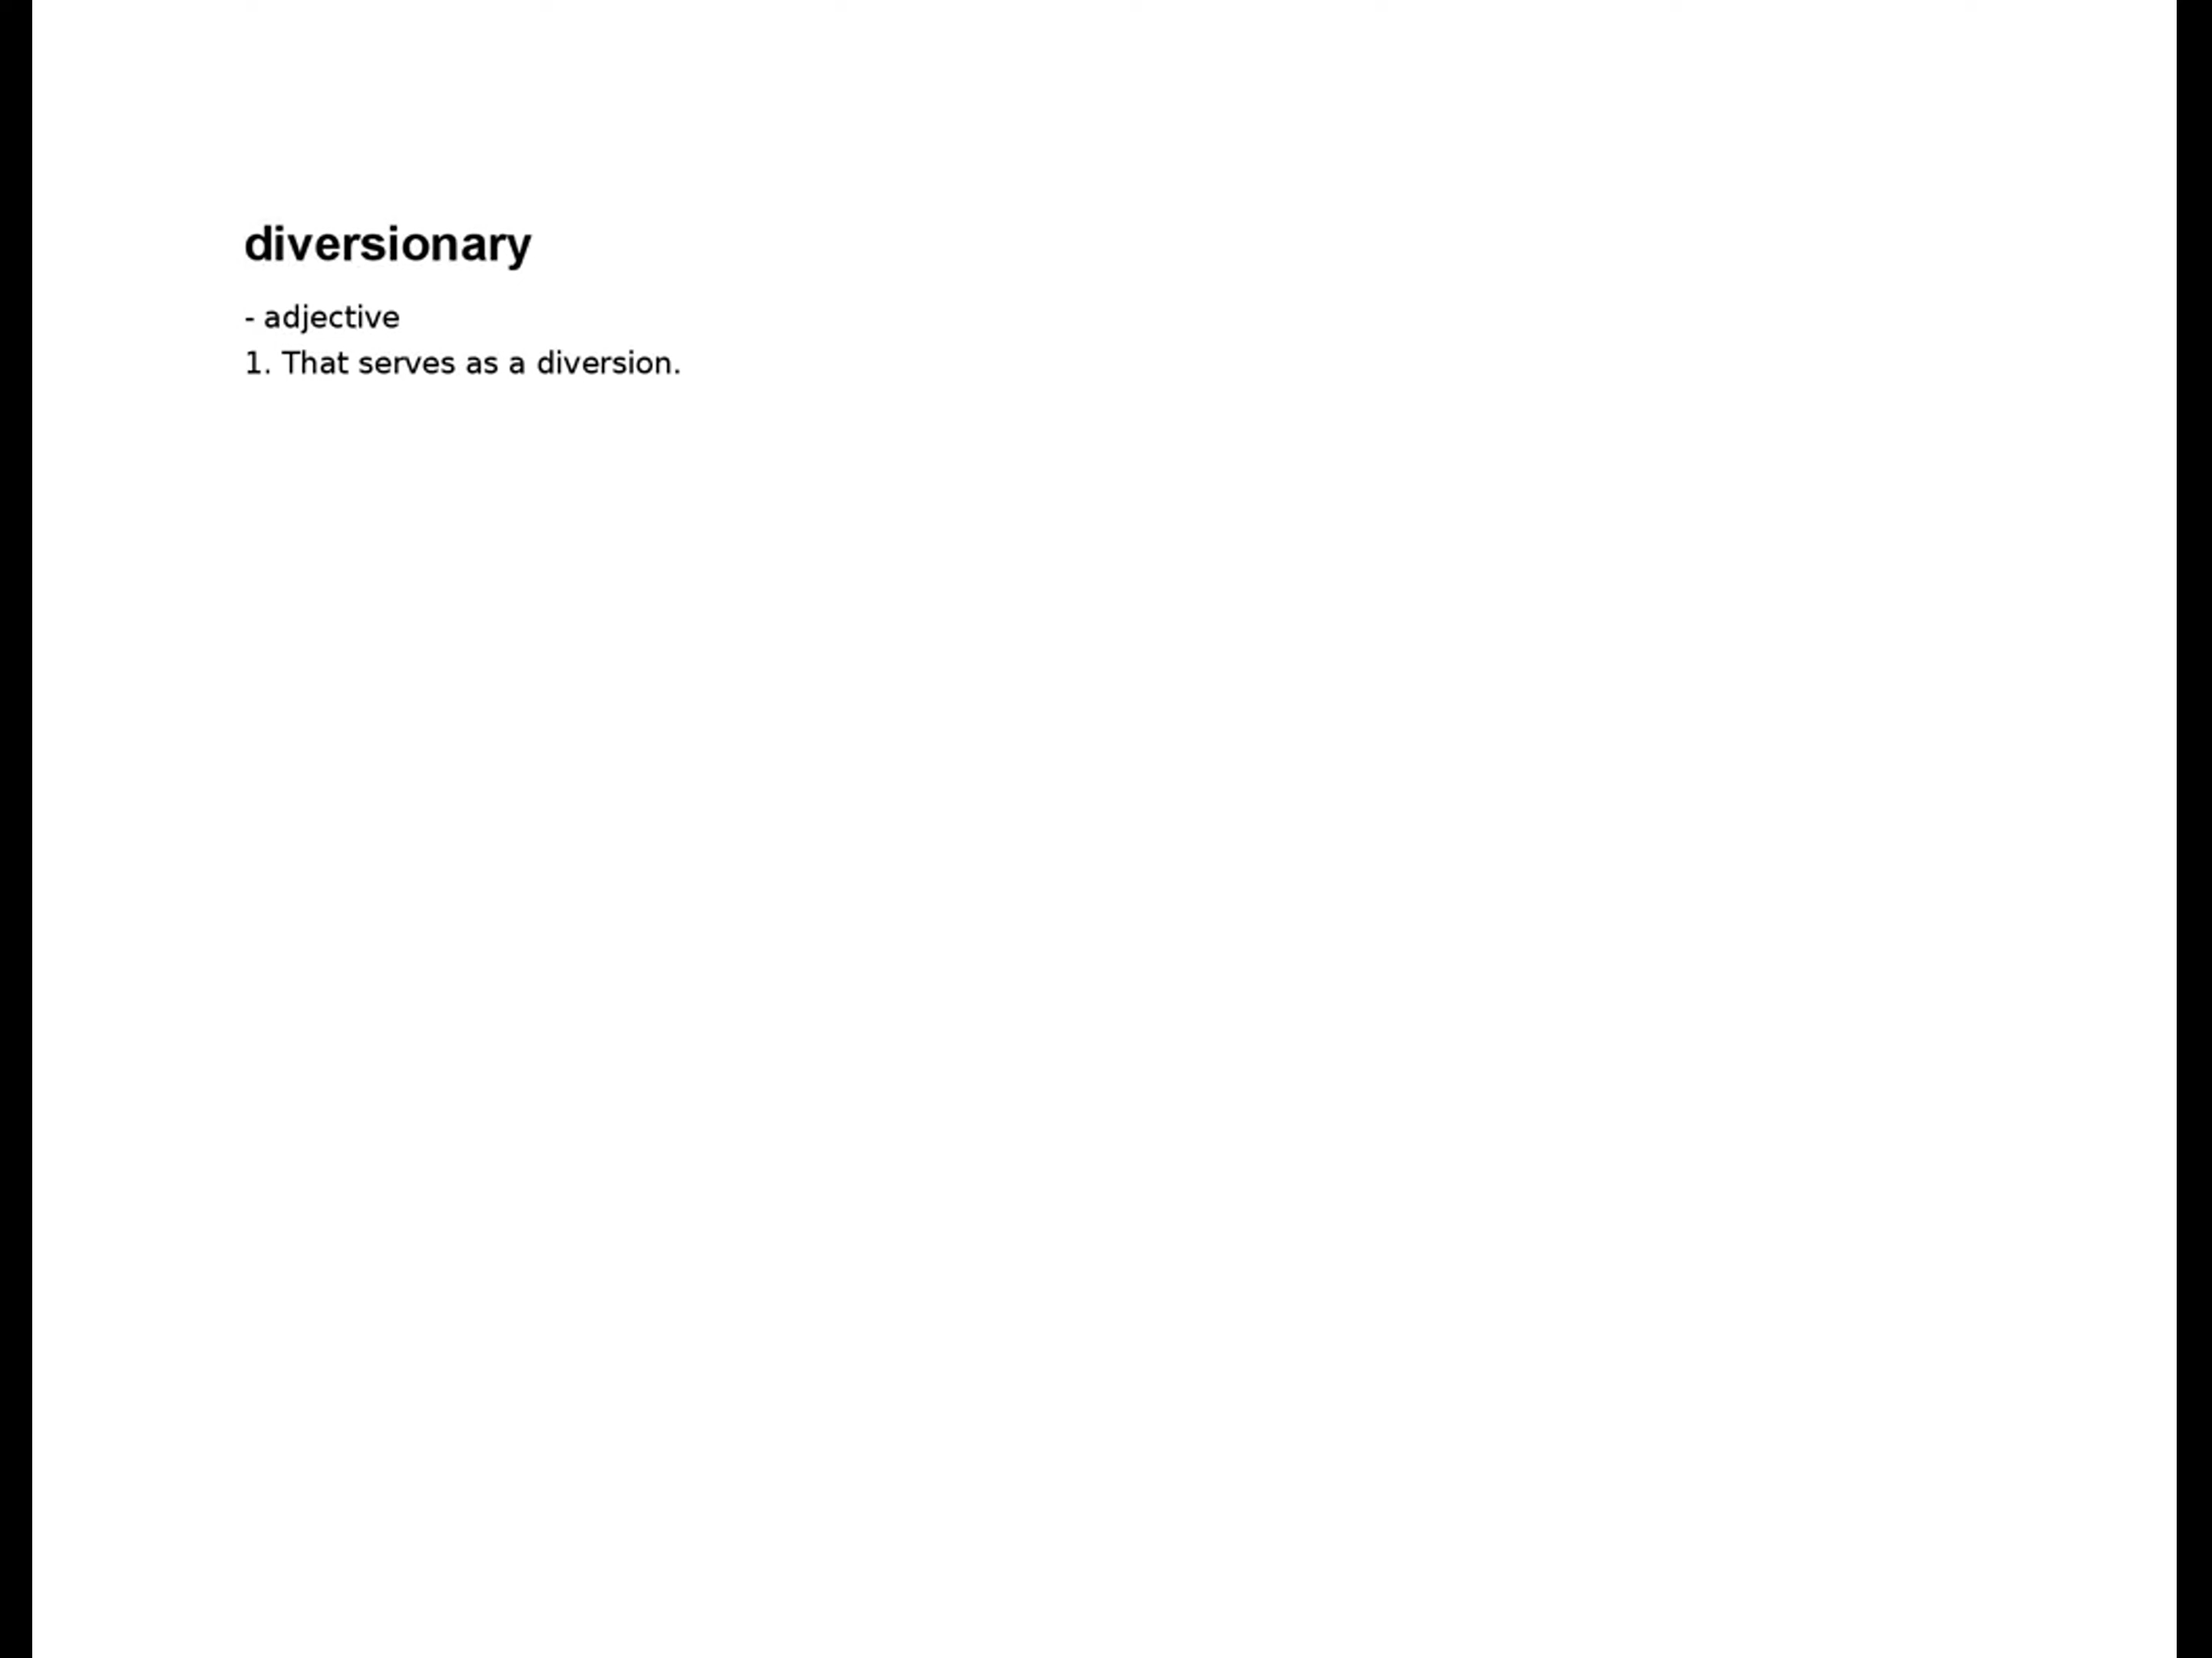 diversionary
- adjective
1. That serves as a diversion.